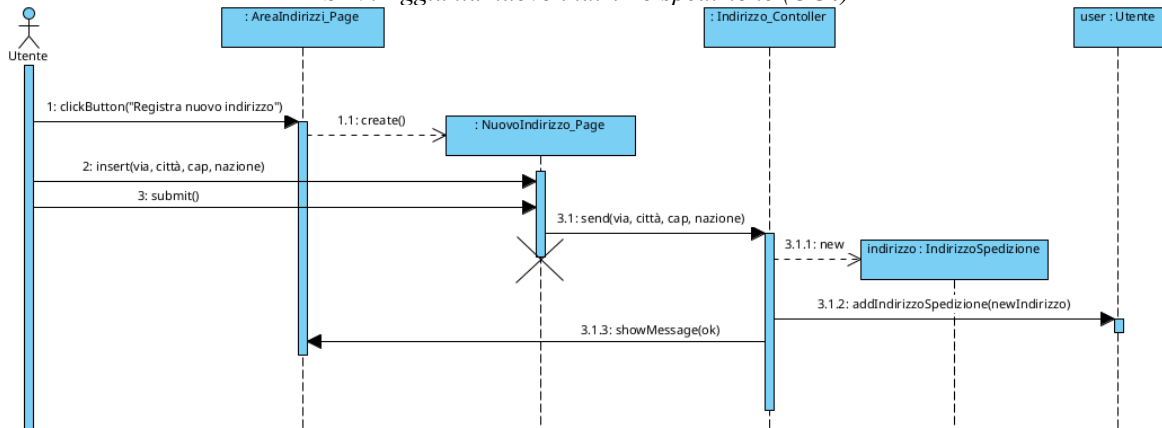 : AreaIndirizzi_Page
: Indirizzo_Contoller
user : Utente
Utente
1: clickButton("Registra nuovo indirizzo")
1.1: create()
: NuovoIndirizzo_Page
2: insert(via, città, cap, nazione)
3: submit()
3.1: send(via, città, cap, nazione)
3.1.1: new
indirizzo : IndirizzoSpedizione
3.1.2: addIndirizzoSpedizione(newIndirizzo)
3.1.3: showMessage(ok)